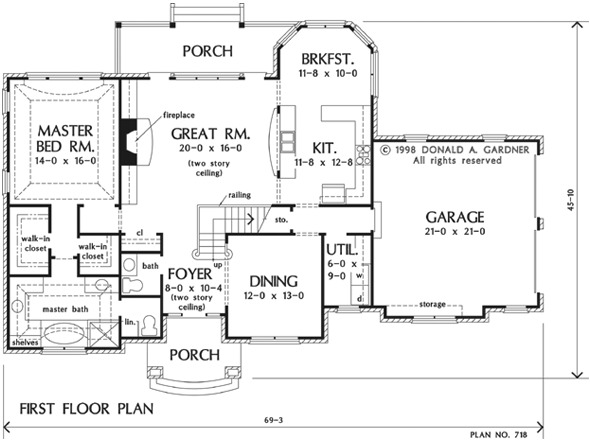 PORCH
BRKFST.
11-8 x 10-0
fireplace
MASTER
BED RM.
14-0 x 16-0
GREAT RM.
20-0 x 16-0
(two story
ceiling)
KIT.
11-8 x 12-8
© 1998 DONALD A. GARDNER
All rights reserved
railing
GARAGE
21-0 x 21-0
45-10
walk-in
closet
walk-in
closet
cl
sto.
up
bath
FOYER
8-0 x 10-4
(two story
ceiling)
DINING
12-0 x 13-0
UTIL.
6-0 x
9-0
w
d
storage
master bath
lin.
shelves
PORCH
FIRST FLOOR PLAN
69-3
PLAN NO. 718